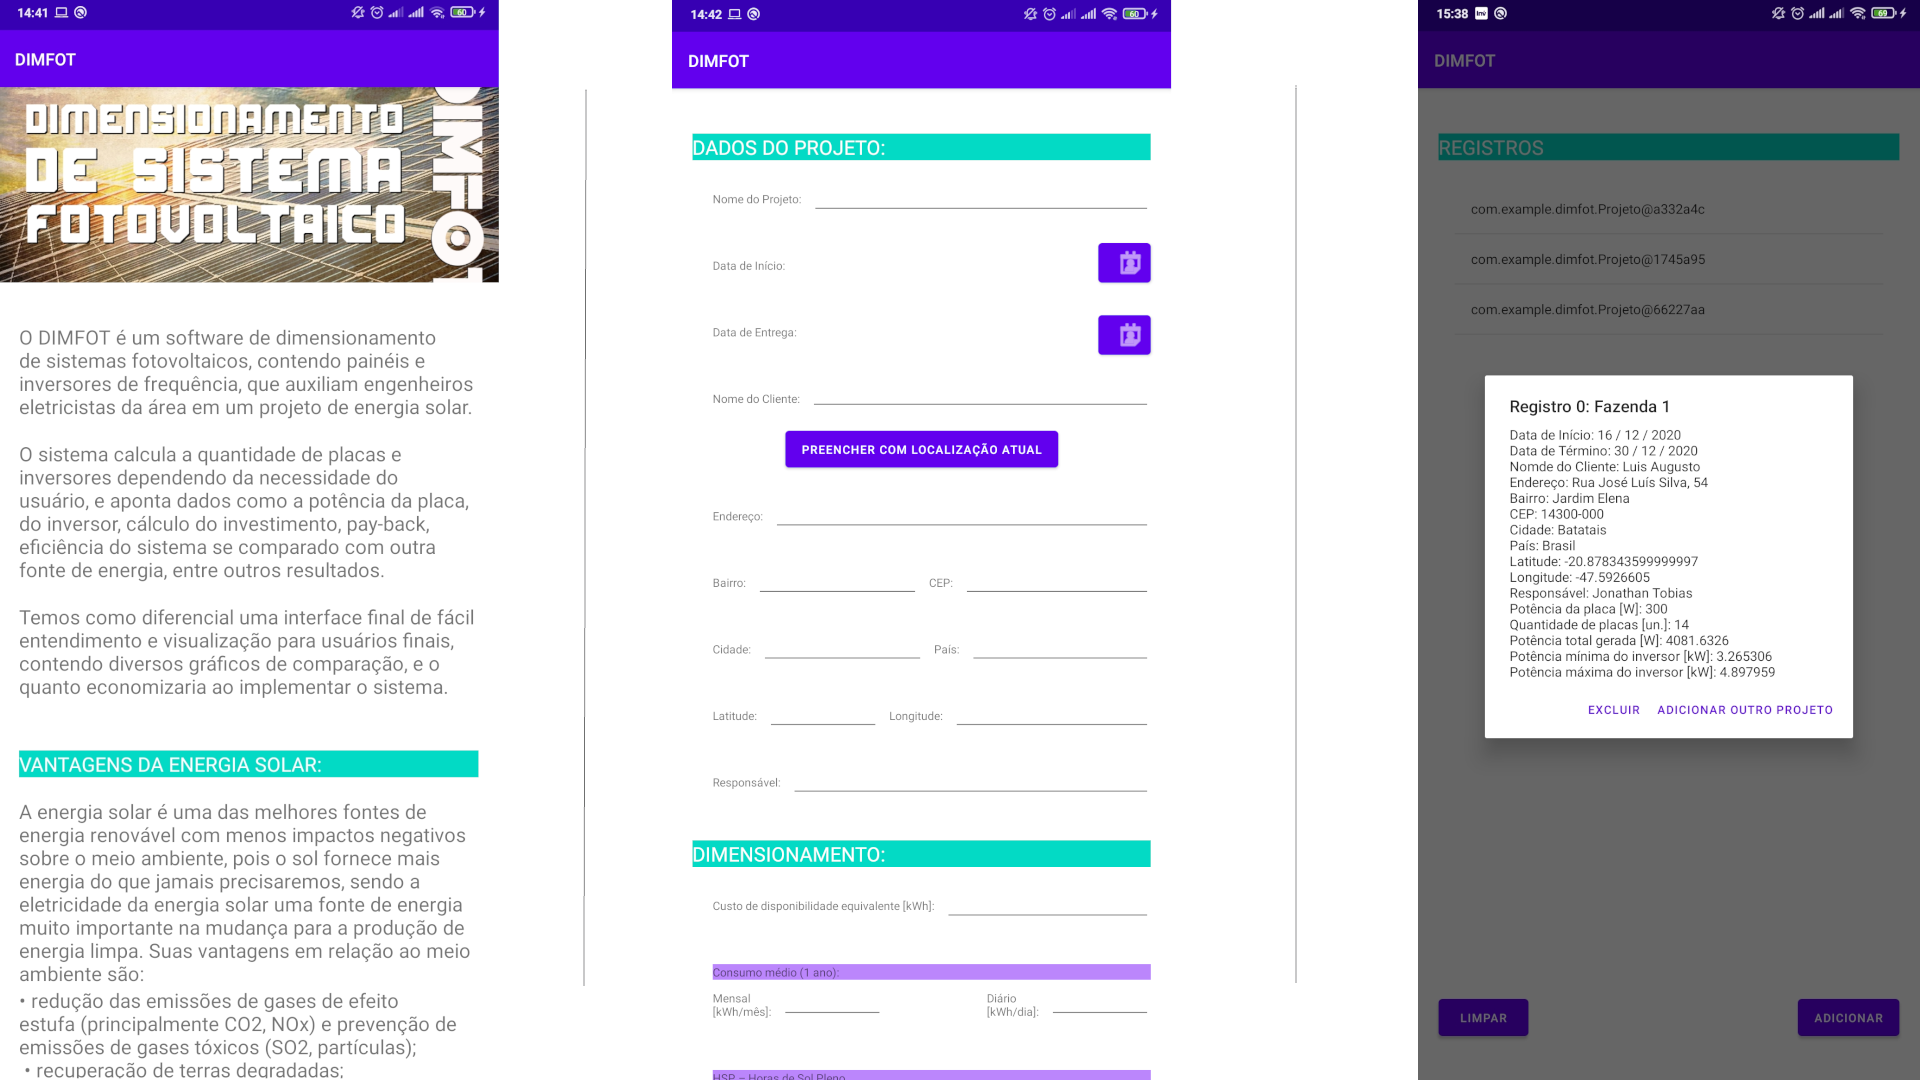 14:41
60
DIMFOT
DIMENSIONAMENTO
DE SISTEMA
FOTOVOLTAICO
DIMFOT
O DIMFOT é um software de dimensionamento
de sistemas fotovoltaicos, contendo painéis e
inversores de frequência, que auxiliam engenheiros
eletricistas da área em um projeto de energia solar.
O sistema calcula a quantidade de placas e
inversores dependendo da necessidade do
usuário, e aponta dados como a potência da placa,
do inversor, cálculo do investimento, pay-back,
eficiência do sistema se comparado com outra
fonte de energia, entre outros resultados.
Temos como diferencial uma interface final de fácil
entendimento e visualização para usuários finais,
contendo diversos gráficos de comparação, e o
quanto economizaria ao implementar o sistema.
VANTAGENS DA ENERGIA SOLAR:
A energia solar é uma das melhores fontes de
energia renovável com menos impactos negativos
sobre o meio ambiente, pois o sol fornece mais
energia do que jamais precisaremos, sendo a
eletricidade da energia solar uma fonte de energia
muito importante na mudança para a produção de
energia limpa. Suas vantagens em relação ao meio
ambiente são:
• redução das emissões de gases de efeito
estufa (principalmente CO2, NOx) e prevenção de
emissões de gases tóxicos (SO2, partículas);
• recuperação de terras degradadas;
14:42
60
DIMFOT
DADOS DO PROJETO:
Nome do Projeto:
Data de Início:
Data de Entrega:
Nome do Cliente:
PREENCHER COM LOCALIZAÇÃO ATUAL
Endereço:
Bairro: CEP:
Cidade: País:
Latitude: Longitude:
Responsável:
DIMENSIONAMENTO:
Custo de disponibilidade equivalente [kWh]:
Consumo médio (1 ano):
Mensal Diário
[kWh/mês]: [kWh/dia]:
HSP – Horas de Sol Pleno
15:38
69
DIMFOT
REGISTROS
com.example.dimfot.Projeto@a332a4c
com.example.dimfot.Projeto@1745a95
com.example.dimfot.Projeto@66227aa
Registro 0: Fazenda 1
Data de Início: 16 / 12 / 2020
Data de Término: 30 / 12 / 2020
Nomde do Cliente: Luis Augusto
Endereço: Rua José Luís Silva, 54
Bairro: Jardim Elena
CEP: 14300-000
Cidade: Batatais
País: Brasil
Latitude: -20.878343599999997
Longitude: -47.5926605
Responsável: Jonathan Tobias
Potência da placa [W]: 300
Quantidade de placas [un.]: 14
Potência total gerada [W]: 4081.6326
Potência mínima do inversor [kW]: 3.265306
Potência máxima do inversor [kW]: 4.897959
EXCLUIR ADICIONAR OUTRO PROJETO
LIMPAR ADICIONAR